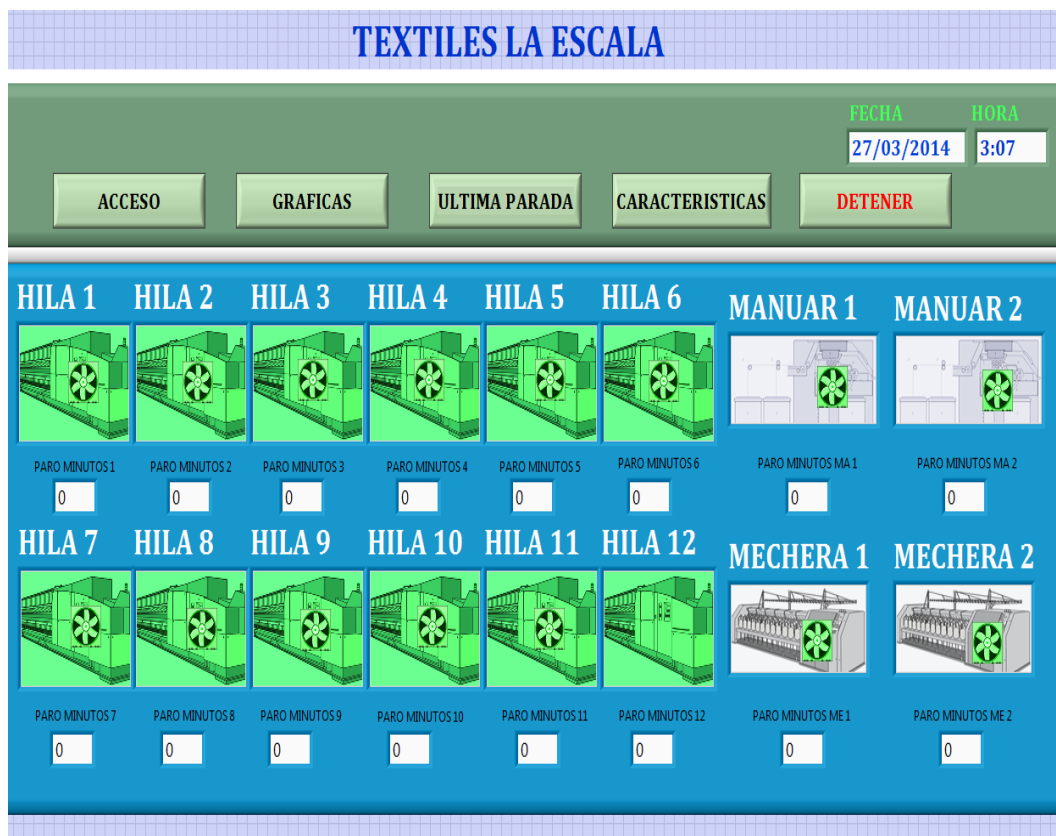 TEXTILES LA ESCALA
FECHA HORA
27/03/2014 3:07
ACCESO GRAFICAS ULTIMA PARADA CARACTERISTICAS DETENER
HILA 1 HILA 2 HILA 3 HILA 4 HILA 5 HILA 6 MANUAR 1 MANUAR 2
PARO MINUTOS 1 PARO MINUTOS 2 PARO MINUTOS 3 PARO MINUTOS 4 PARO MINUTOS 5 PARO MINUTOS 6 PARO MINUTOS MA 1 PARO MINUTOS MA 2
0 0 0 0 0 0 0 0
HILA 7 HILA 8 HILA 9 HILA 10 HILA 11 HILA 12 MECHERA 1 MECHERA 2
PARO MINUTOS 7 PARO MINUTOS 8 PARO MINUTOS 9 PARO MINUTOS 10 PARO MINUTOS 11 PARO MINUTOS 12 PARO MINUTOS ME 1 PARO MINUTOS ME 2
0 0 0 0 0 0 0 0